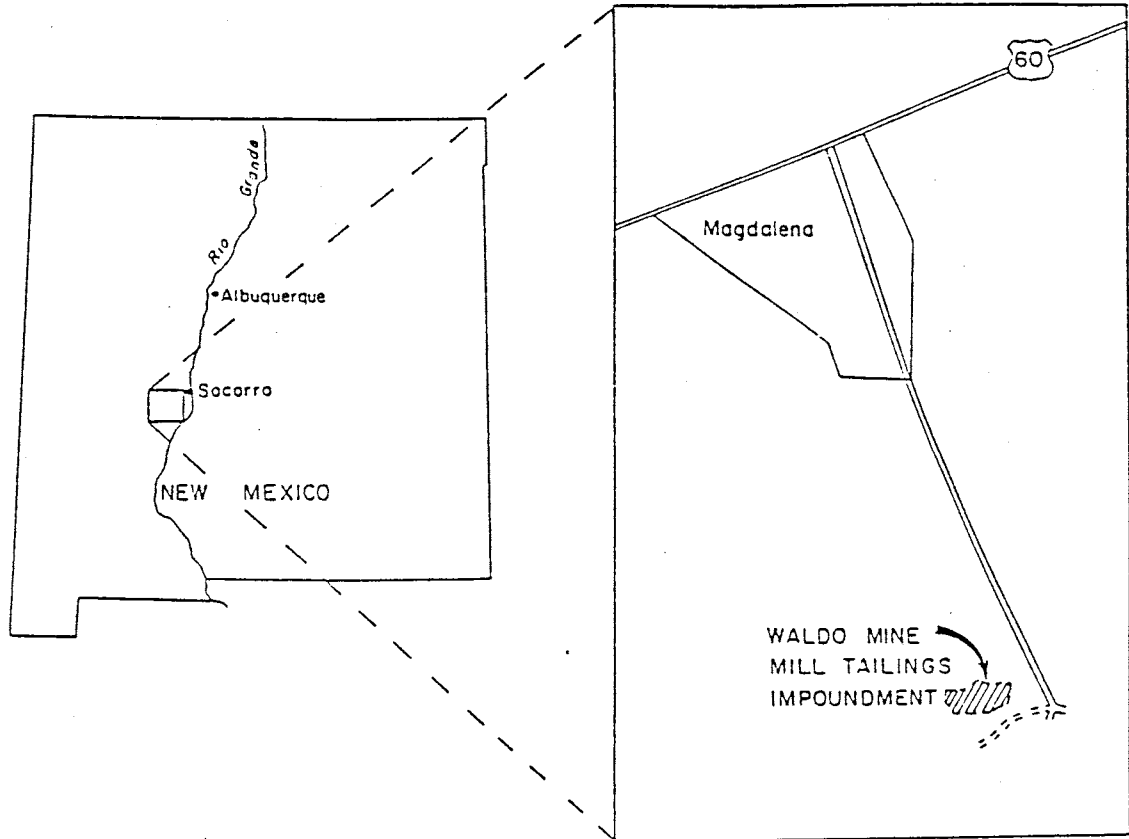 Rio Grande
Albuquerque
Socorro
NEW MEXICO
60
Magdalena
WALDO MINE
MILL TAILINGS
IMPOUNDMENT